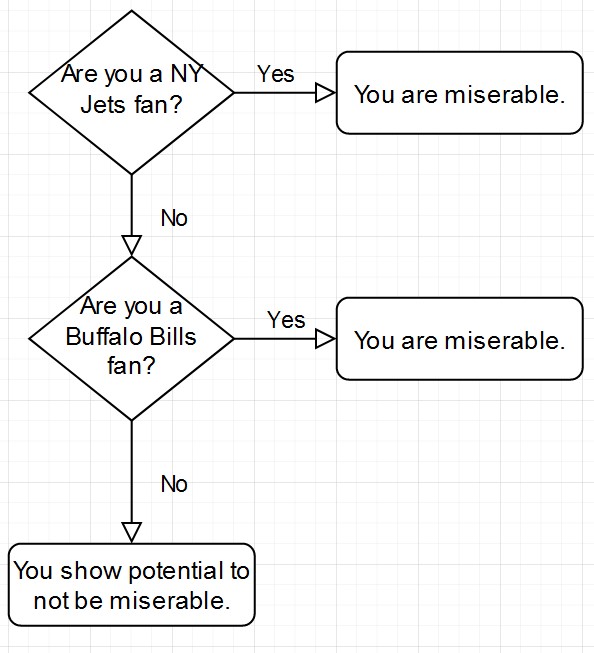 Are you a NY
Jets fan?
Yes
You are miserable.
No
Are you a
Buffalo Bills
fan?
Yes
You are miserable.
No
You show potential to
not be miserable.